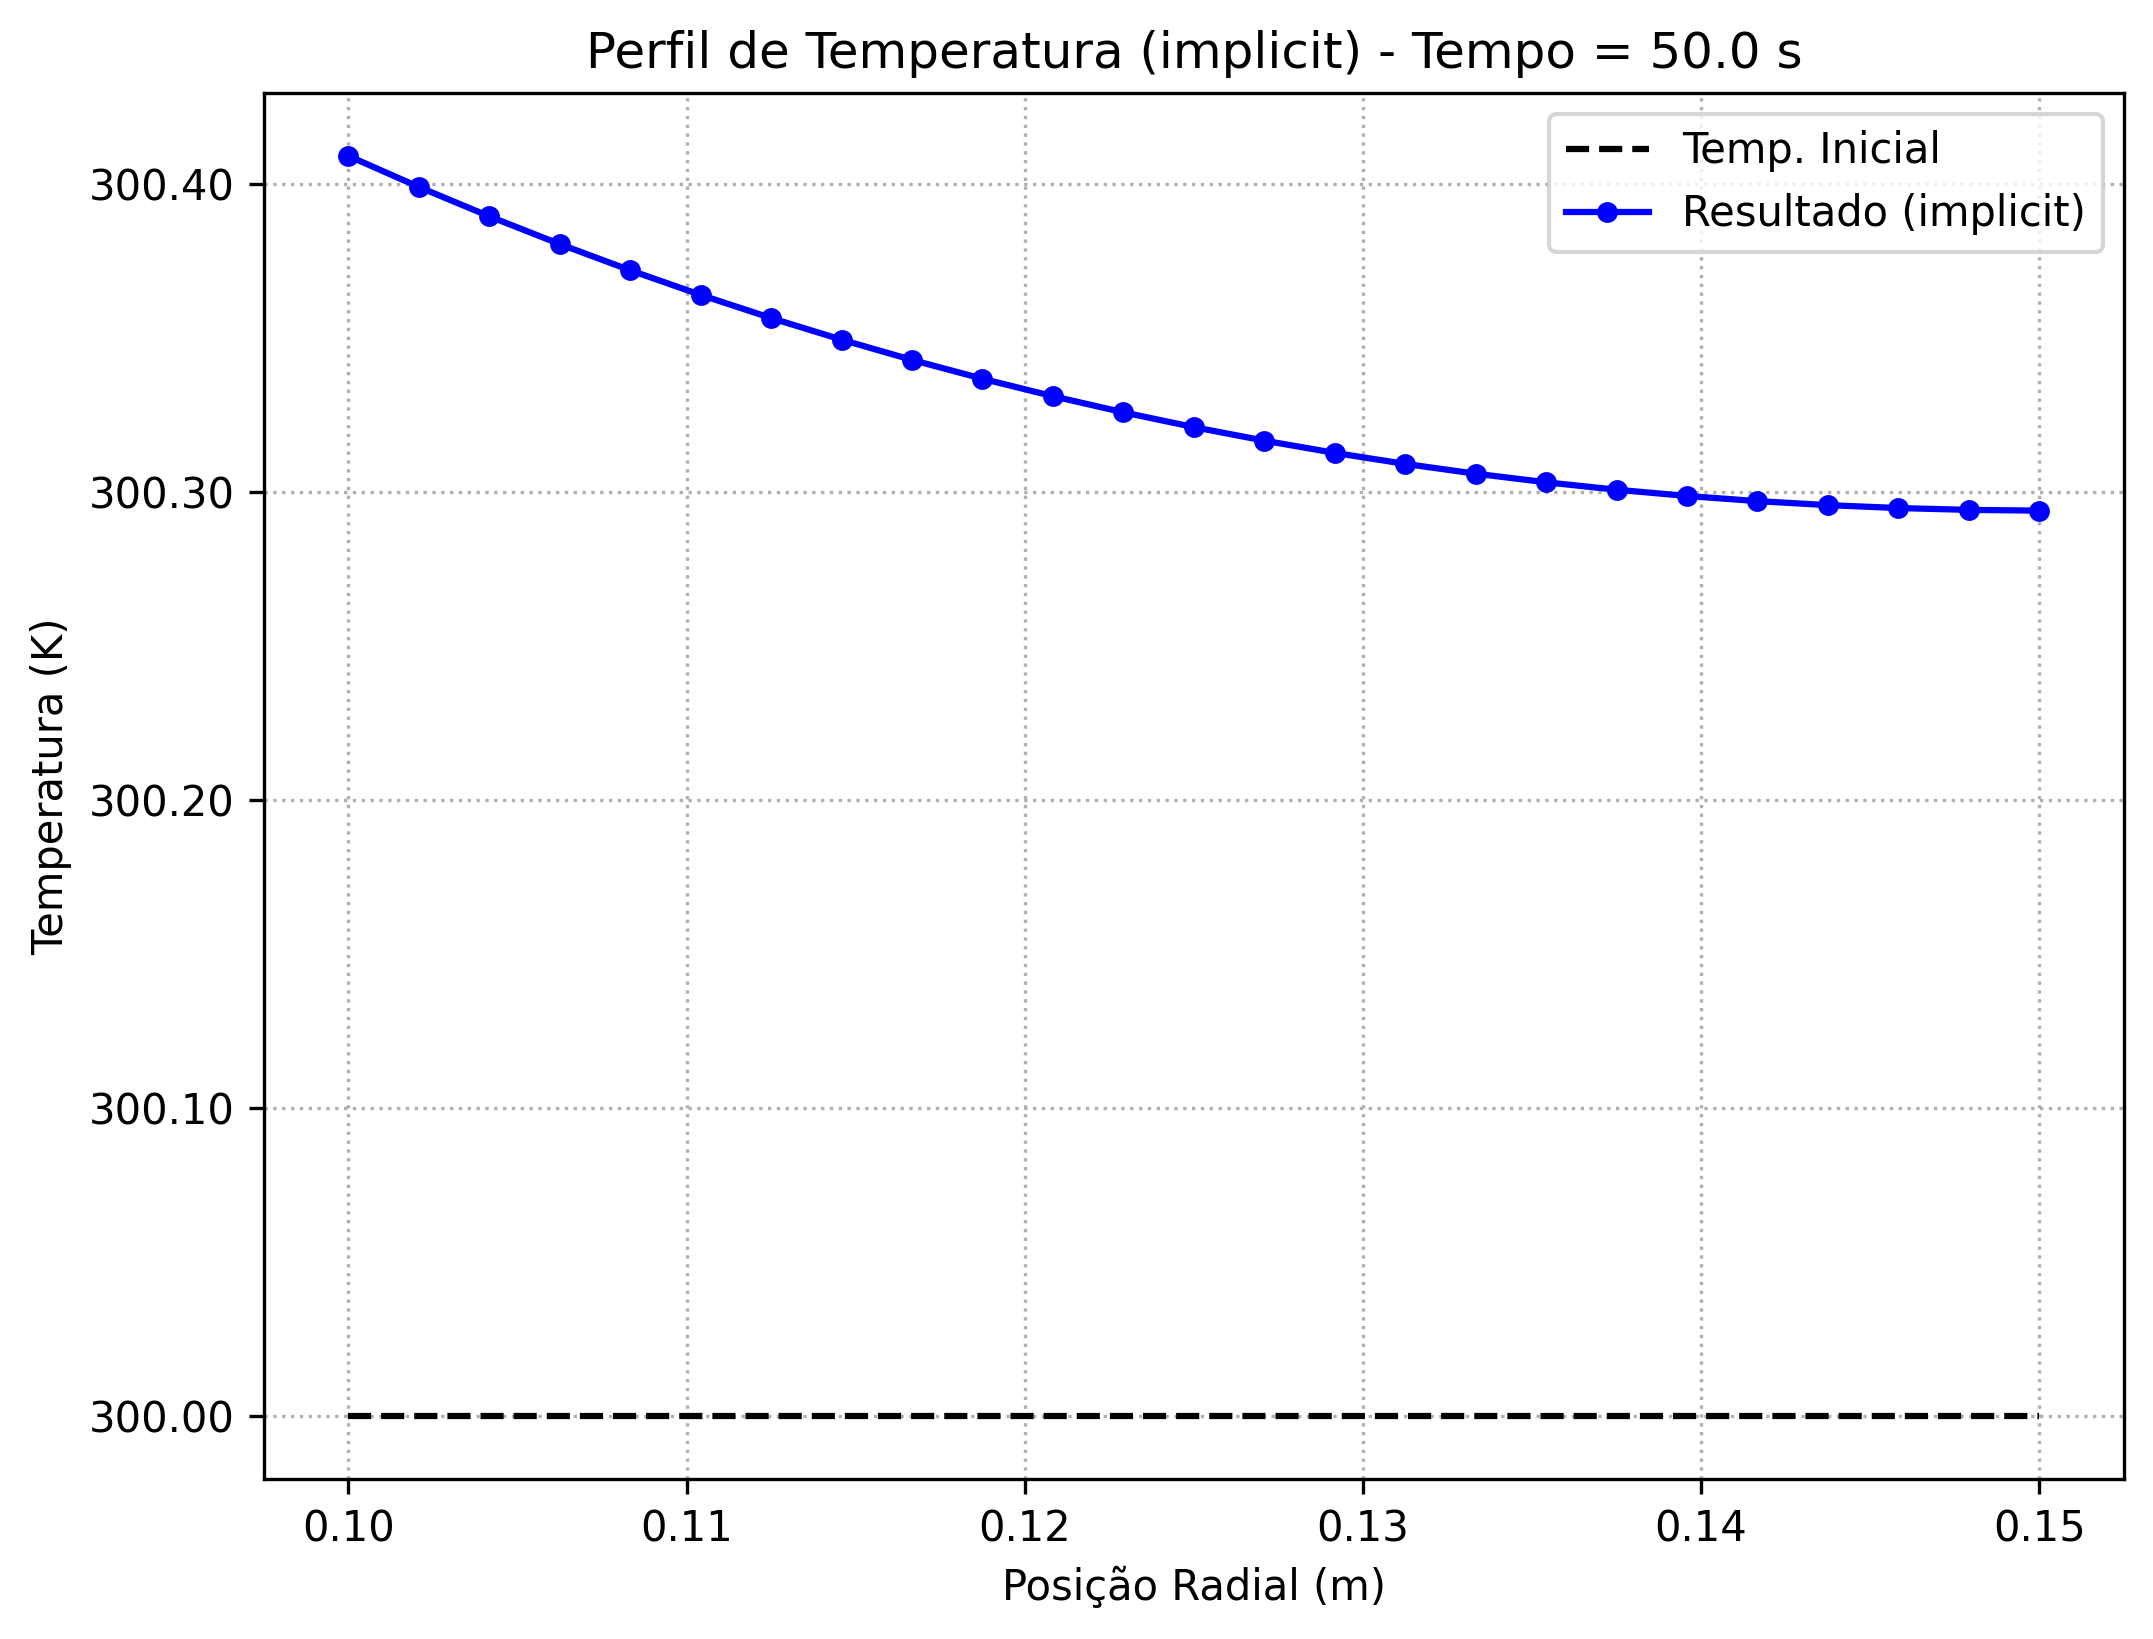 Perfil de Temperatura (implicit) - Tempo = 50.0 s
Temp. Inicial
Resultado (implicit)
Temperatura (K)
300.40
300.30
300.20
300.10
300.00
0.10 0.11 0.12 0.13 0.14 0.15
Posição Radial (m)